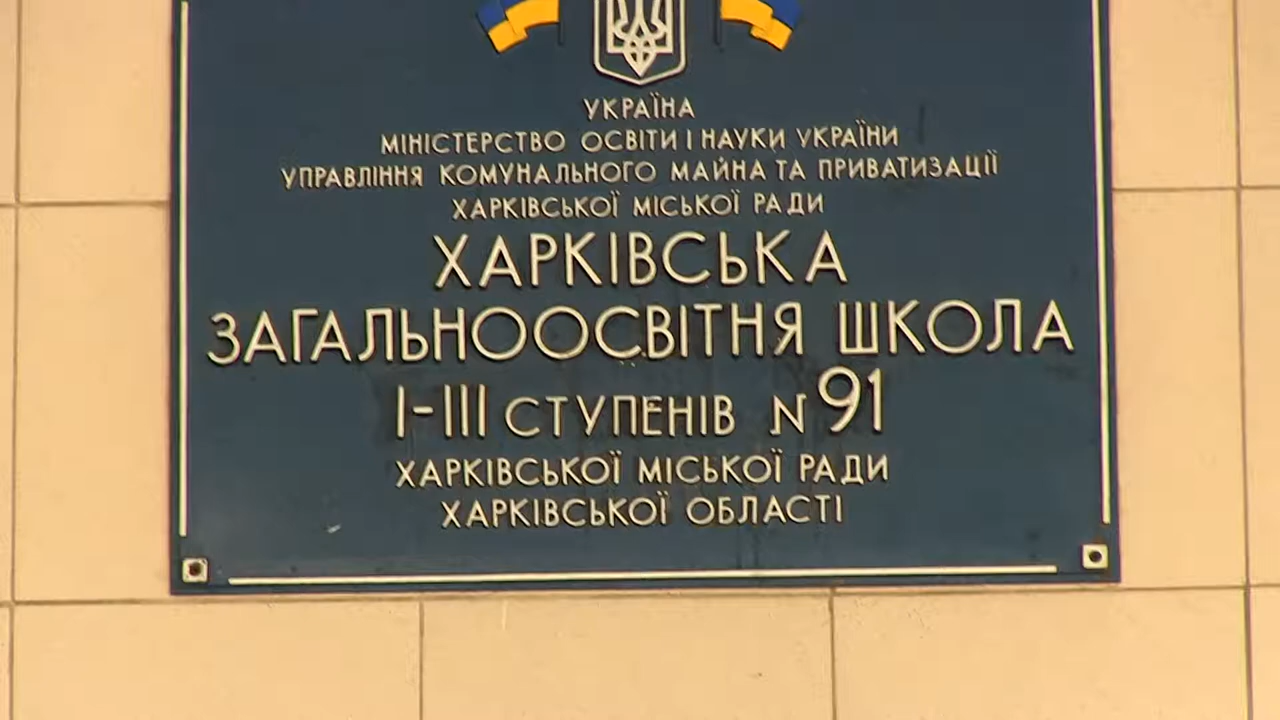 УКРАЇНА
МІНІСТЕРСТВО ОСВІТИ І НАУКИ УКРАЇНИ
УПРАВЛІННЯ КОМУНАЛЬНОГО МАЙНА ТА ПРИВАТИЗАЦІЇ
ХАРКІВСЬКОЇ МІСЬКОЇ РАДИ
ХАРКІВСЬКА
ЗАГАЛЬНООСВІТНЯ ШКОЛА
І-ІІІ СТУПЕНІВ N 91
ХАРКІВСЬКОЇ МІСЬКОЇ РАДИ
ХАРКІВСЬКОЇ ОБЛАСТІ